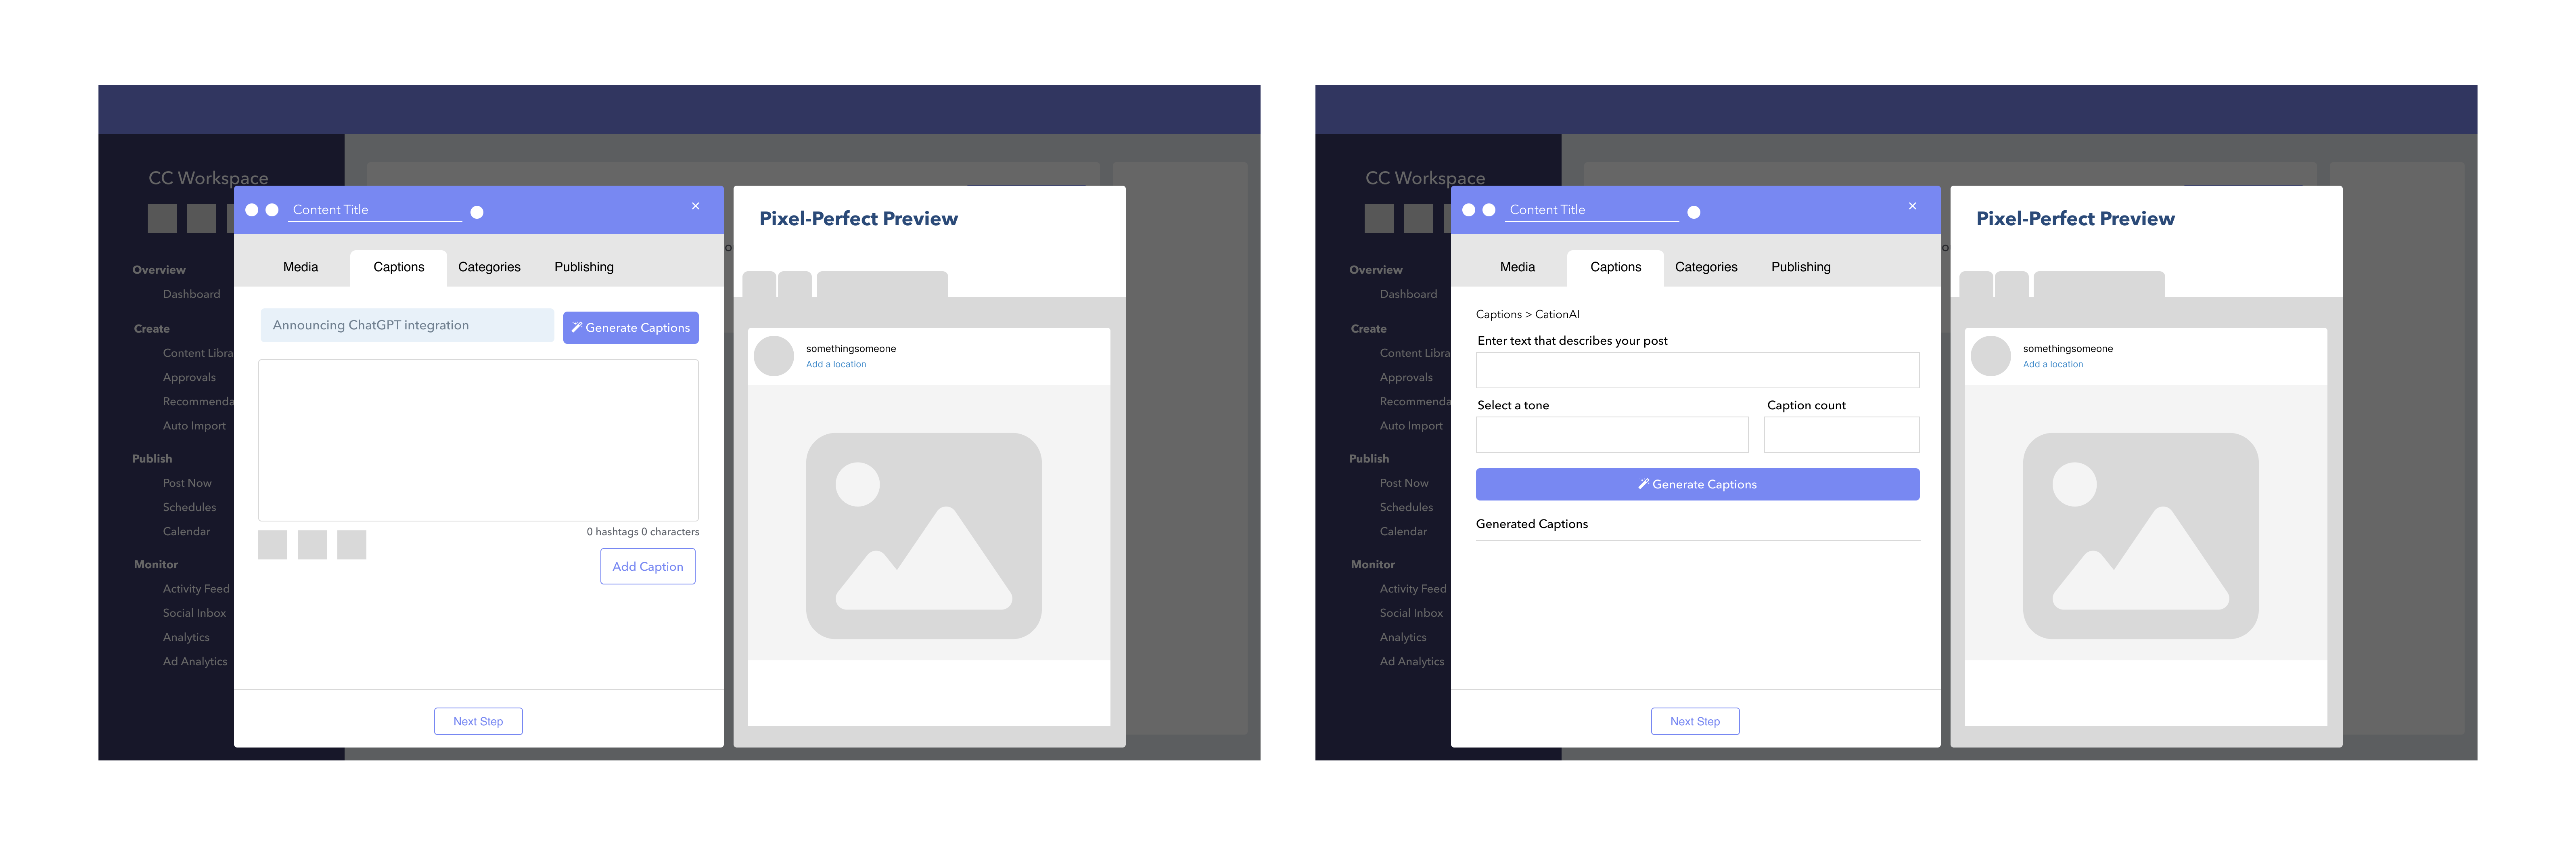 CC Workspace
Overview
Dashboard
Create
Content Libra
Approvals
Recommenda
Auto Import
Publish
Post Now
Schedules
Calendar
Monitor
Activity Feed
Social Inbox
Analytics
Ad Analytics
Content Title
×
Media
Captions
Categories
Publishing
Announcing ChatGPT integration
Generate Captions
0 hashtags 0 characters
Add Caption
Next Step
o
Pixel-Perfect Preview
somethingsomeone
Add a location
CC Workspace
Overview
Dashboard
Create
Content Libra
Approvals
Recommenda
Auto Import
Publish
Post Now
Schedules
Calendar
Monitor
Activity Feed
Social Inbox
Analytics
Ad Analytics
Content Title
×
Media
Captions
Categories
Publishing
Captions > CationAI
Enter text that describes your post
Select a tone
Caption count
Generate Captions
Generated Captions
Next Step
o
Pixel-Perfect Preview
somethingsomeone
Add a location